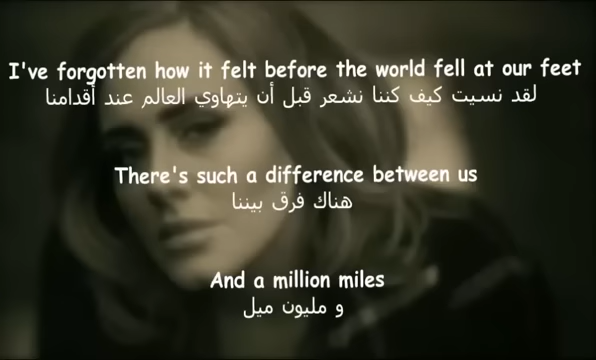 I've forgotten how it felt before the world fell at our feet
لقد نسيت كيف كننا نشعر قبل أن يتهاوي العالم عند أقدامنا
There's such a difference between us
هناك فرق بيننا
And a million miles
و مليون ميل